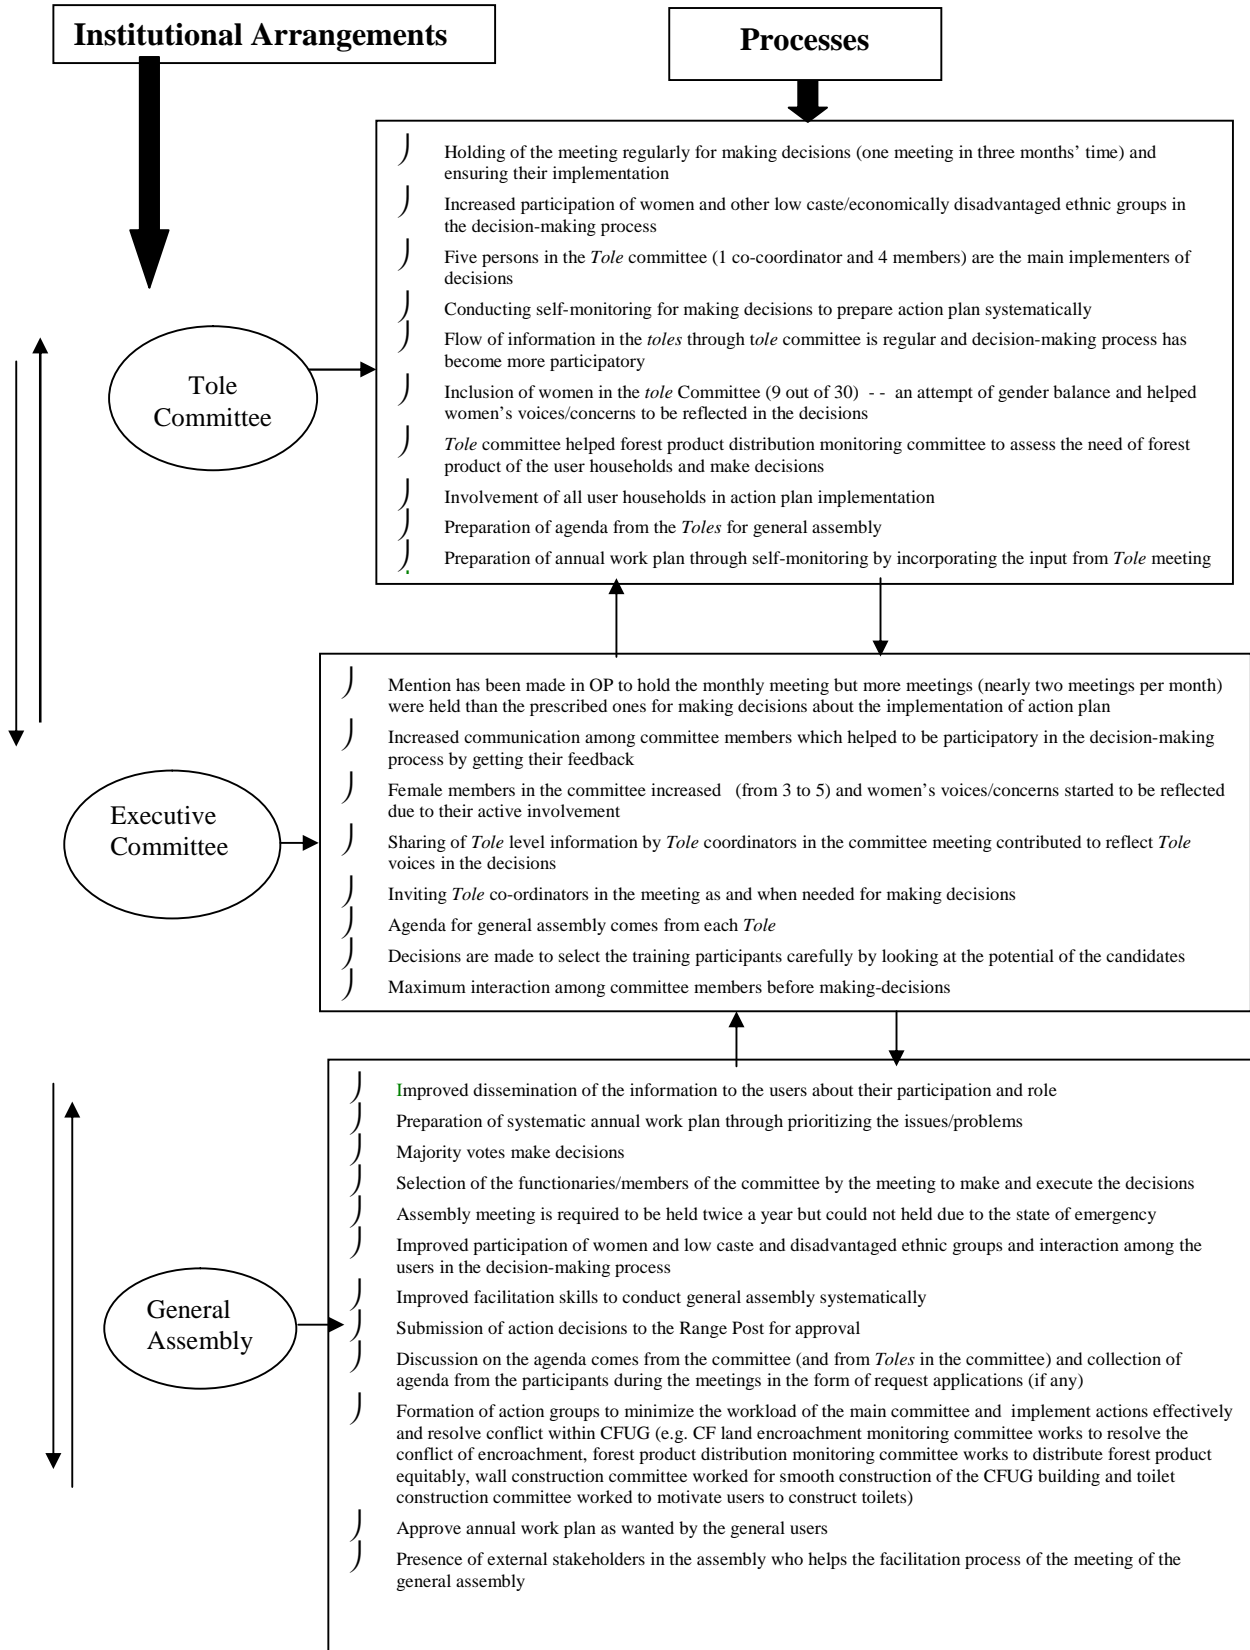 Institutional Arrangements
Processes
Holding of the meeting regularly for making decisions (one meeting in three months’ time) and
ensuring their implementation
Increased participation of women and other low caste/economically disadvantaged ethnic groups in
the decision-making process
Five persons in the Tole committee (1 co-coordinator and 4 members) are the main implementers of
decisions
Conducting self-monitoring for making decisions to prepare action plan systematically
Flow of information in the toles through tole committee is regular and decision-making process has
become more participatory
Inclusion of women in the tole Committee (9 out of 30) - - an attempt of gender balance and helped
women’s voices/concerns to be reflected in the decisions
Tole committee helped forest product distribution monitoring committee to assess the need of forest
product of the user households and make decisions
Involvement of all user households in action plan implementation
Preparation of agenda from the Toles for general assembly
Preparation of annual work plan through self-monitoring by incorporating the input from Tole meeting
Tole
Committee
Mention has been made in OP to hold the monthly meeting but more meetings (nearly two meetings per month)
were held than the prescribed ones for making decisions about the implementation of action plan
Increased communication among committee members which helped to be participatory in the decision-making
process by getting their feedback
Female members in the committee increased (from 3 to 5) and women’s voices/concerns started to be reflected
due to their active involvement
Sharing of Tole level information by Tole coordinators in the committee meeting contributed to reflect Tole
voices in the decisions
Inviting Tole co-ordinators in the meeting as and when needed for making decisions
Agenda for general assembly comes from each Tole
Decisions are made to select the training participants carefully by looking at the potential of the candidates
Maximum interaction among committee members before making-decisions
Executive
Committee
Improved dissemination of the information to the users about their participation and role
Preparation of systematic annual work plan through prioritizing the issues/problems
Majority votes make decisions
Selection of the functionaries/members of the committee by the meeting to make and execute the decisions
Assembly meeting is required to be held twice a year but could not held due to the state of emergency
Improved participation of women and low caste and disadvantaged ethnic groups and interaction among the
users in the decision-making process
Improved facilitation skills to conduct general assembly systematically
Submission of action decisions to the Range Post for approval
Discussion on the agenda comes from the committee (and from Toles in the committee) and collection of
agenda from the participants during the meetings in the form of request applications (if any)
Formation of action groups to minimize the workload of the main committee and implement actions effectively
and resolve conflict within CFUG (e.g. CF land encroachment monitoring committee works to resolve the
conflict of encroachment, forest product distribution monitoring committee works to distribute forest product
equitably, wall construction committee worked for smooth construction of the CFUG building and toilet
construction committee worked to motivate users to construct toilets)
Approve annual work plan as wanted by the general users
Presence of external stakeholders in the assembly who helps the facilitation process of the meeting of the
general assembly
General
Assembly